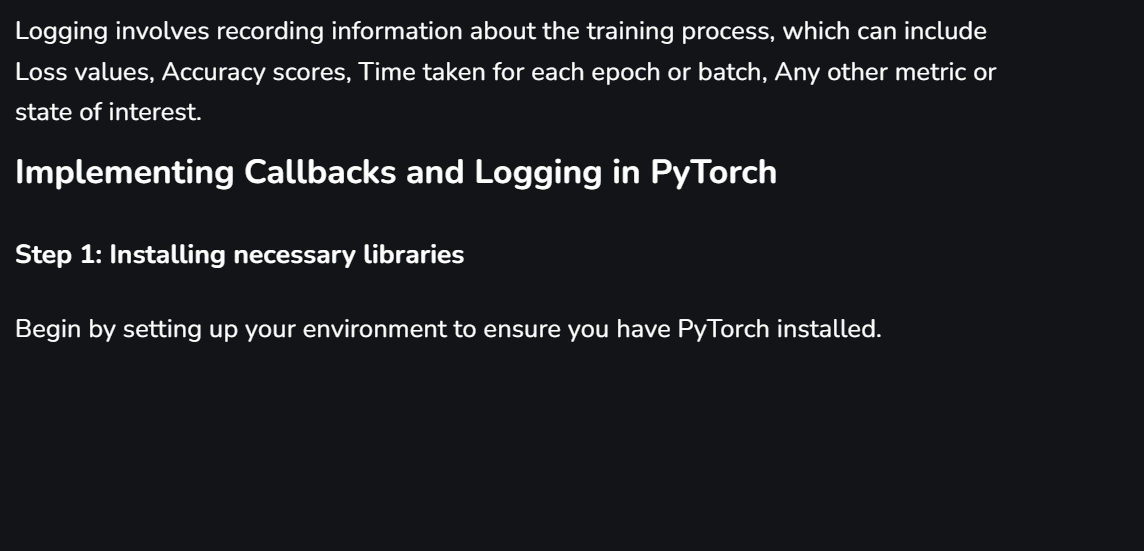 Logging involves recording information about the training process, which can include
Loss values, Accuracy scores, Time taken for each epoch or batch, Any other metric or
state of interest.
Implementing Callbacks and Logging in PyTorch
Step 1: Installing necessary libraries
Begin by setting up your environment to ensure you have PyTorch installed.